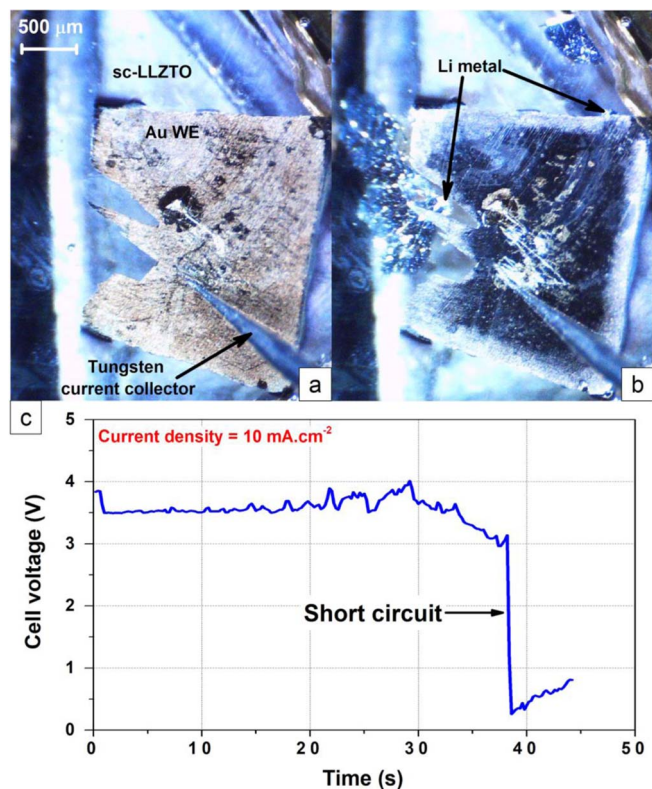 500 μm
sc-LLZTO
Au WE
Tungsten
current collector
a
Li metal
b
c
Current density = 10 mA.cm⁻²
Cell voltage (V)
5
4
3
2
1
0
Short circuit
0 10 20 30 40 50
Time (s)